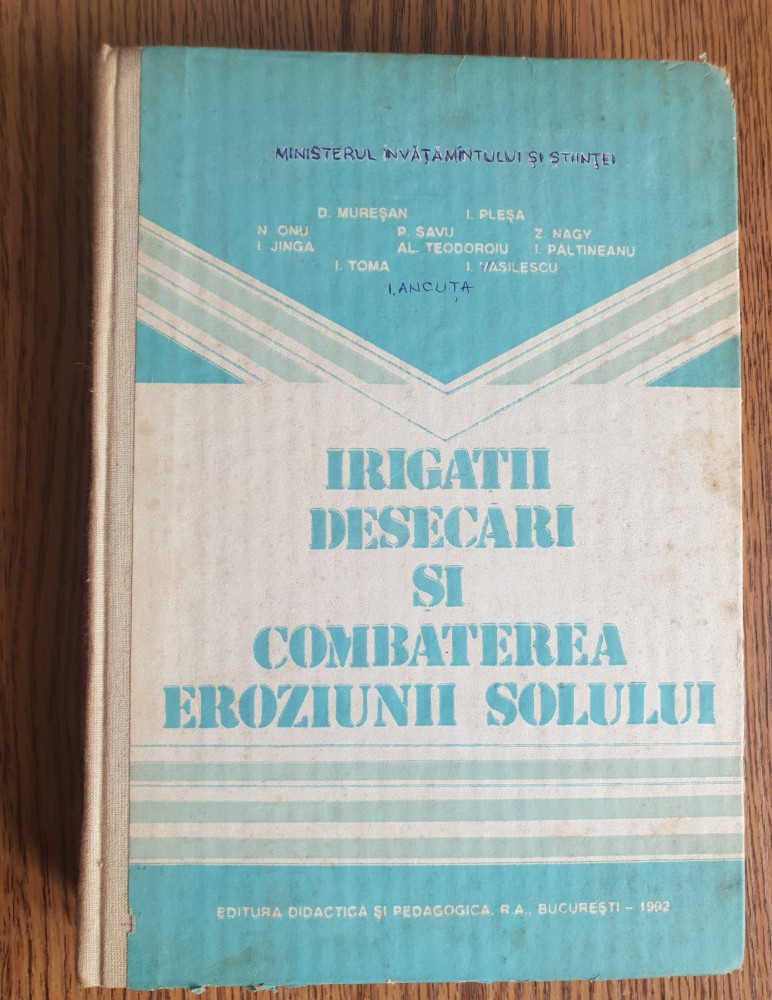 MINISTERUL ÎNVĂȚĂMÎNTULUI ȘI ȘTIINȚEI
D. MUREȘAN I. PLEȘA
N. ONU P. SAVU Z. NAGY
I. JINGA AL. TEODOROIU I. PĂLTINEANU
I. TOMA I. VASILESCU
I. ANCUȚA
IRIGAȚII
DESECĂRI
ȘI
COMBATEREA
EROZIUNII SOLULUI
EDITURA DIDACTICĂ ȘI PEDAGOGICĂ, R.A., BUCUREȘTI – 1992